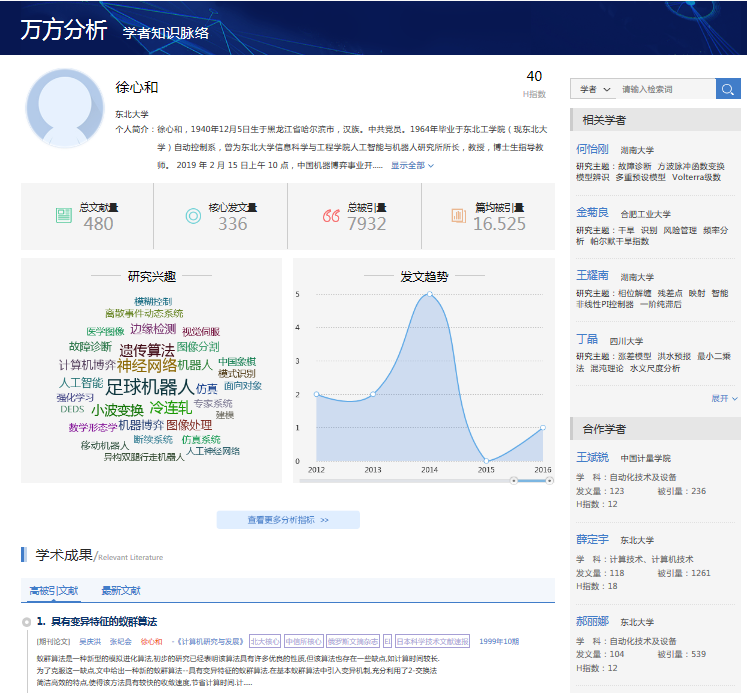 万方分析 学者知识脉络
徐心和
40
H指数
东北大学
个人简介：徐心和，1940年12月5日生于黑龙江省哈尔滨市，汉族。中共党员。1964年毕业于东北工学院（现东北大
学）自动控制系，曾为东北大学信息科学与工程学院人工智能与机器人研究所所长，教授，博士生指导教
师。 2019 年 2 月 15 日上午 10 点，中国机器博弈事业开..... 显示全部
总文献量
480
核心发文量
336
总被引量
7932
篇均被引量
16.525
研究兴趣
模糊控制
离散事件动态系统
医学图像 边缘检测 视觉伺服
故障诊断 遗传算法 图像分割
计算机博弈 神经网络 机器人 中国象棋
模式识别
人工智能 足球机器人 仿真 面向对象
强化学习
DEDS 小波变换 冷连轧 专家系统
建模
数学形态学 机器博弈 图像处理
断续系统 仿真系统
移动机器人 人工神经网络
异构双腿行走机器人
发文趋势
5
4
3
2
1
0
2012 2013 2014 2015 2016
查看更多分析指标 >>
学术成果/Relevant Literature
高被引文献 最新文献
1. 具有变异特征的蚁群算法
[期刊论文] 吴庆洪 张纪会 徐心和 -《计算机研究与发展》 北大核心 中信所核心 俄罗斯文摘杂志 EI 日本科学技术文献速报 1999年10期
蚁群算法是一种新型的模拟进化算法,初步的研究已经表明该算法具有许多优良的性质,但该算法也存在一些缺点,如计算时间较长.
为了克服这一缺点,文中给出一种新的蚁群算法--具有变异特征的蚁群算法.在基本蚁群算法中引入变异机制,充分利用了2-交换法
简洁高效的特点,使得该方法具有较快的收敛速度,节省计算时间.计....
学者 请输入检索词
相关学者
何怡刚 湖南大学
研究主题：故障诊断 方波脉冲函数变换
模型辨识 多重预设模型 Volterra级数
金菊良 合肥工业大学
研究主题：干旱 识别 风险管理 频率分
析 帕尔默干旱指数
王耀南 湖南大学
研究主题：相位解缠 残差点 映射 智能
非线性PI控制器 一阶纯滞后
丁晶 四川大学
研究主题：涨差模型 洪水预报 最小二乘
法 混沌理论 水文尺度分析
展开
合作学者
王斌锐 中国计量学院
学 科：自动化技术及设备
发文量：123 被引量：236
H指数：12
薛定宇 东北大学
学 科：计算技术、计算机技术
发文量：118 被引量：1261
H指数：18
郝丽娜 东北大学
学 科：自动化技术及设备
发文量：104 被引量：539
H指数：12